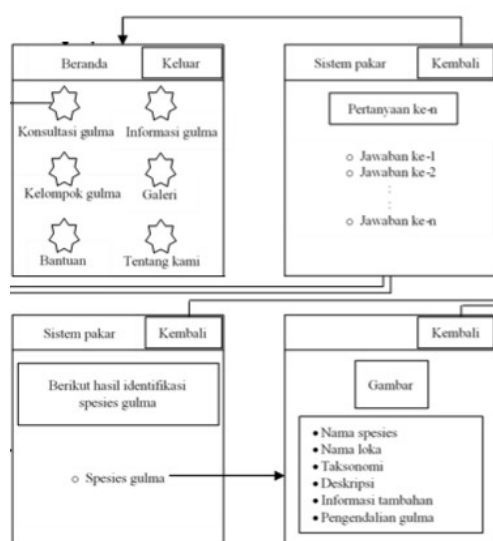 Beranda
Keluar
Konsultasi gulma
Informasi gulma
Kelompok gulma
Galeri
Bantuan
Tentang kami
Sistem pakar
Kembali
Pertanyaan ke-n
Jawaban ke-1
Jawaban ke-2
:
:
Jawaban ke-n
Sistem pakar
Kembali
Berikut hasil identifikasi
spesies gulma
Spesies gulma
Kembali
Gambar
• Nama spesies
• Nama loka
• Taksonomi
• Deskripsi
• Informasi tambahan
• Pengendalian gulma